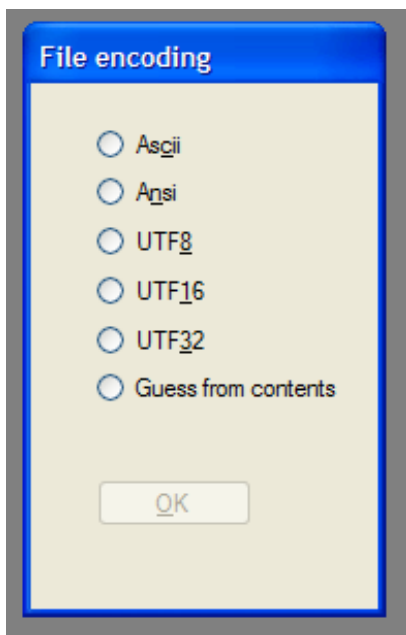 File encoding
Ascii
Ansi
UTF8
UTF16
UTF32
Guess from contents
OK